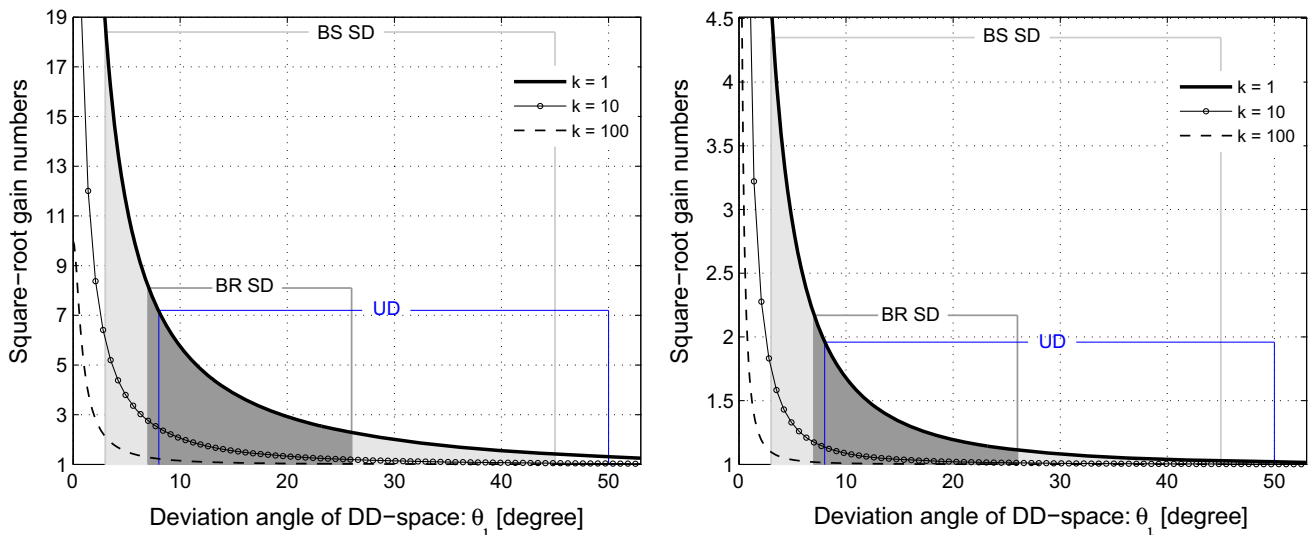 19
17
15
13
11
9
7
5
3
1
Square−root gain numbers
BS SD
k = 1
k = 10
k = 100
BR SD
UD
0
10
20
30
40
50
Deviation angle of DD−space: θ₁ [degree]
4.5
4
3.5
3
2.5
2
1.5
1
Square−root gain numbers
BS SD
k = 1
k = 10
k = 100
BR SD
UD
0
10
20
30
40
50
Deviation angle of DD−space: θ₁ [degree]